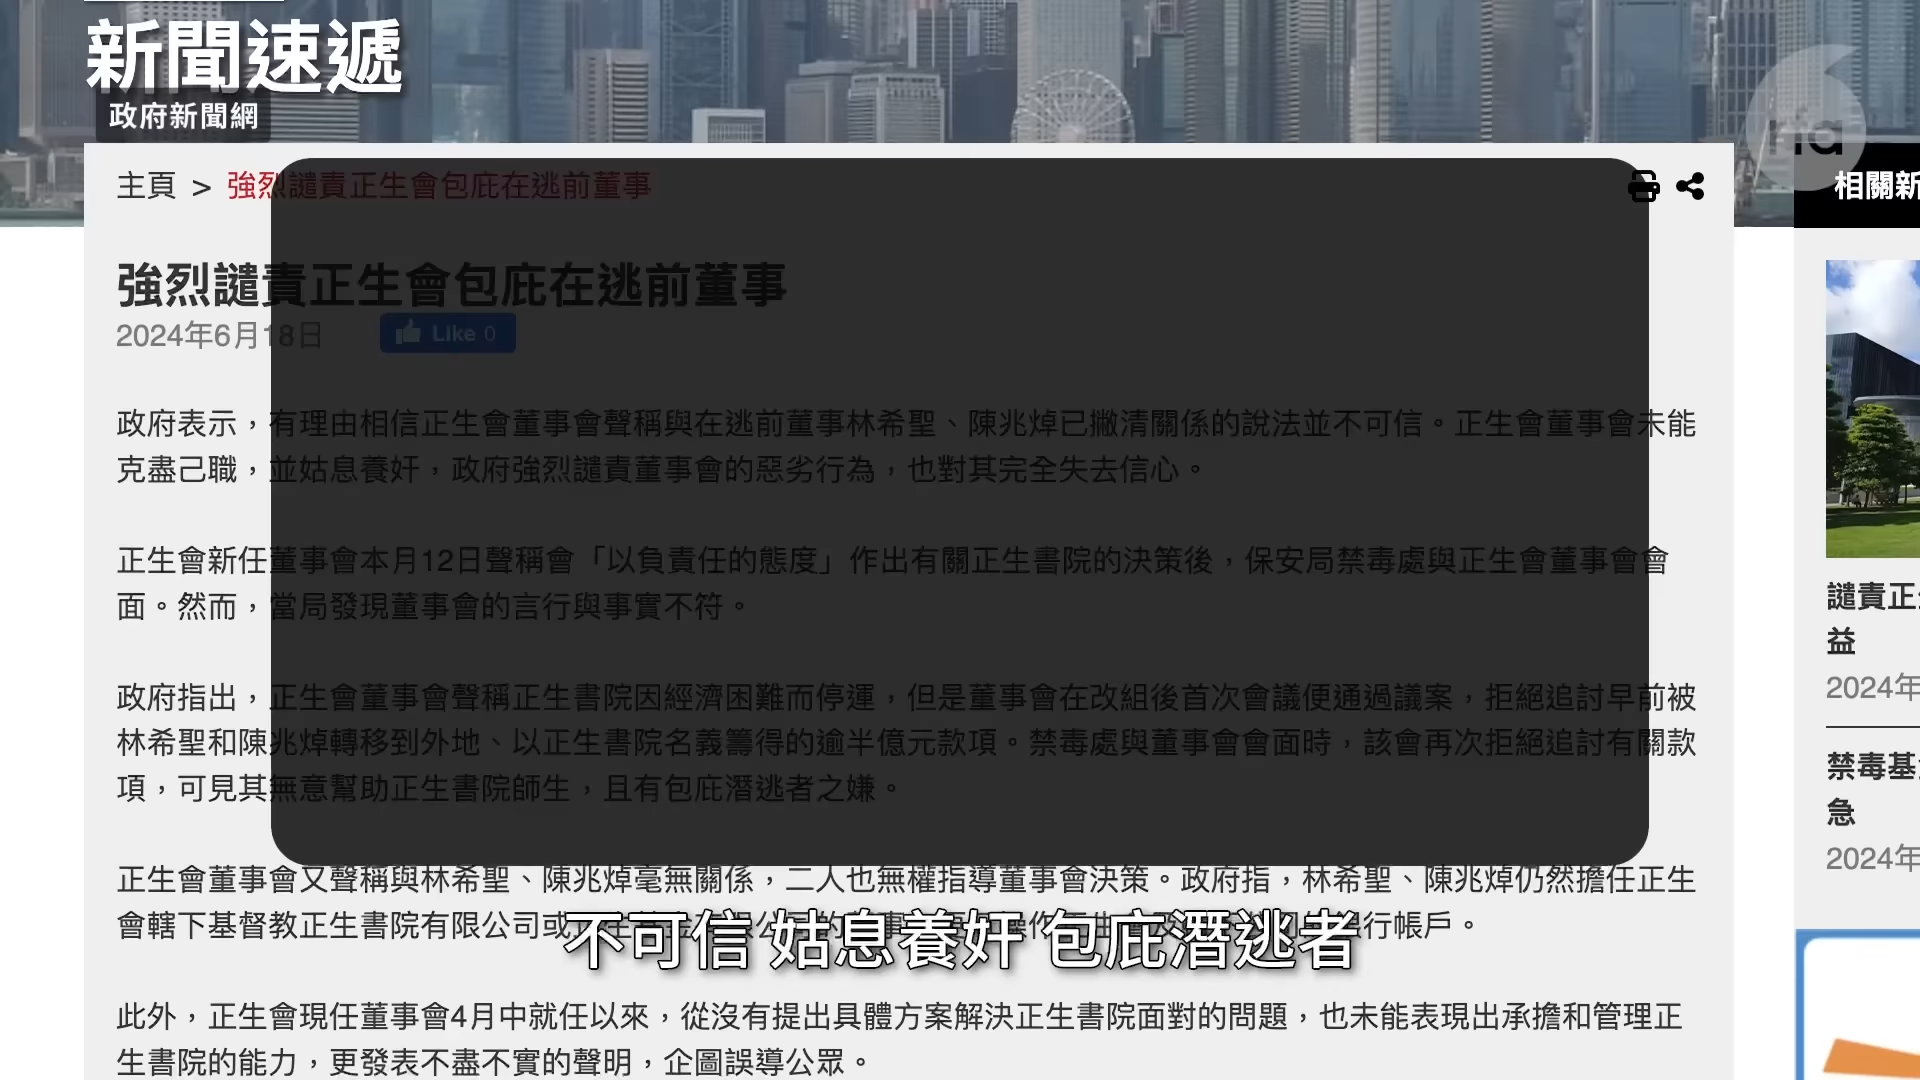 新聞速遞
政府新聞網
rfa
主頁 > 強烈譴責正生會包庇在逃前董事
相關新
強烈譴責正生會包庇在逃前董事
2024年6月18日
Like 0
政府表示，有理由相信正生會董事會聲稱與在逃前董事林希聖、陳兆焯已撇清關係的說法並不可信。正生會董事會未能
克盡己職，並姑息養奸，政府強烈譴責董事會的惡劣行為，也對其完全失去信心。
正生會新任董事會本月12日聲稱會「以負責任的態度」作出有關正生書院的決策後，保安局禁毒處與正生會董事會會
面。然而，當局發現董事會的言行與事實不符。
政府指出，正生會董事會聲稱正生書院因經濟困難而停運，但是董事會在改組後首次會議便通過議案，拒絕追討早前被
林希聖和陳兆焯轉移到外地、以正生書院名義籌得的逾半億元款項。禁毒處與董事會會面時，該會再次拒絕追討有關款
項，可見其無意幫助正生書院師生，且有包庇潛逃者之嫌。
正生會董事會又聲稱與林希聖、陳兆焯毫無關係，二人也無權指導董事會決策。政府指，林希聖、陳兆焯仍然擔任正生
會轄下基督教正生書院有限公司或 銀行帳戶。
不可信 姑息養奸 包庇潛逃者
此外，正生會現任董事會4月中就任以來，從沒有提出具體方案解決正生書院面對的問題，也未能表現出承擔和管理正
生書院的能力，更發表不盡不實的聲明，企圖誤導公眾。
譴責正生
益
2024年
禁毒基
急
2024年